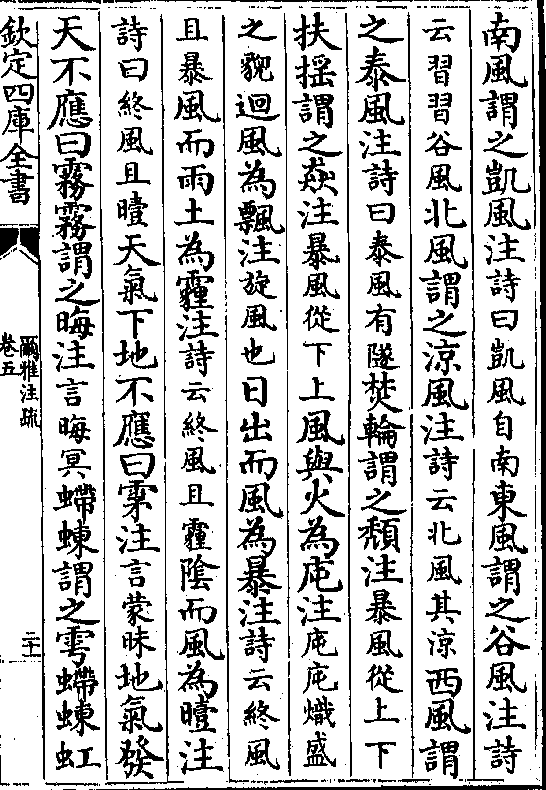 南風謂之凱風注詩曰凱風自南東風謂之谷風注詩
云習習谷風北風謂之涼風注詩云北風其涼西風謂
之泰風注詩曰泰風有隧焚輪謂之頹注暴風從上下
扶搖謂之猋注暴風從下上風與火為庉注庉庉熾盛
之貌迴風為飄注旋風也日出而風為暴注詩云終風
且暴風而雨土為霾注詩云終風且霾陰而風為曀注
詩曰終風且曀天氣下地不應曰雺注言蒙昧地氣發
天不應曰霧霧謂之晦注言晦冥螮蝀謂之雩螮蝀虹
欽定四庫全書
爾雅注疏
卷五
二十